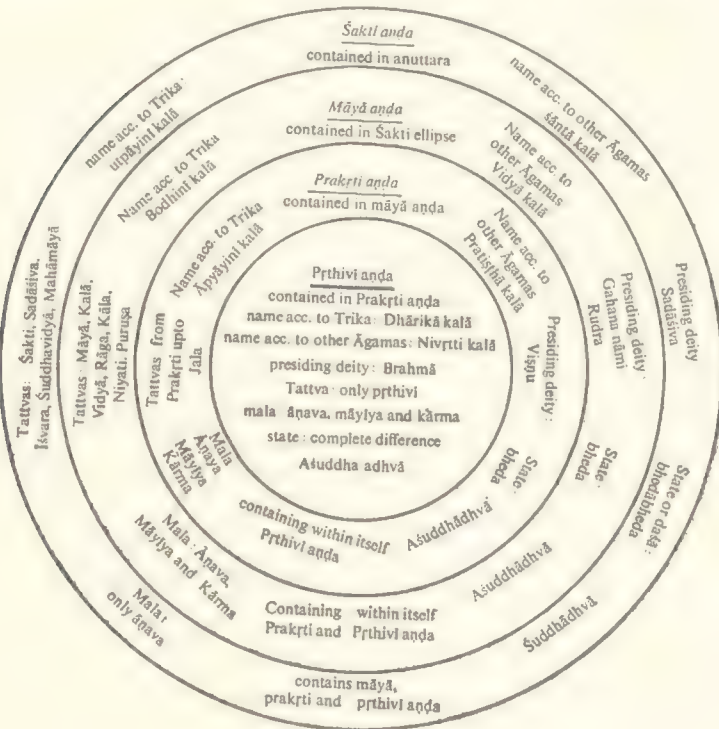 Śakti anda
contained in anuttara
name acc. to Trika:
utpāyinī kalā
name acc. to other Āgamas
śāntā kalā
Tattvas: Śakti, Sadāśiva,
Īśvara, Śuddhavidyā, Mahāmāyā
Presiding deity
Sadāśiva
State or daśā:
bhedābheda
Mala:
only āṇava
Śuddhādhvā
contains māyā,
prakṛti and pṛthivī aṇḍa
Māyā aṇḍa
contained in Śakti ellipse
Name acc. to Trika
Bodhinī kalā
Name acc. to
other Āgamas
Vidyā kalā
Tattvas: Māyā, Kalā,
Vidyā, Rāga, Kāla,
Niyati, Puruṣa
Presiding deity
Gahana nāmi
Rudra
State:
bheda
Mala: Āṇava,
Māyīya and Kārma
Aśuddhādhvā
Containing within itself
Prakṛti and Pṛthivī aṇḍa
Prakṛti aṇḍa
contained in māyā aṇḍa
Name acc. to Trika
Āpyāyinī kalā
Name acc. to
other Āgamas
Pratiṣṭhā kalā
Tattvas from
Prakṛti upto
Jala
Presiding deity:
Viṣṇu
State:
bheda
Mala
Āṇava
Māyīya
Kārma
Aśuddhādhvā
containing within itself
Pṛthivī aṇḍa
Pṛthivī aṇḍa
contained in Prakṛti aṇḍa
name acc. to Trika: Dhārikā kalā
name acc. to other Āgamas: Nivṛtti kalā
presiding deity: Brahmā
Tattva: only pṛthivī
mala āṇava, māyīya and kārma
state: complete difference
Aśuddha adhvā